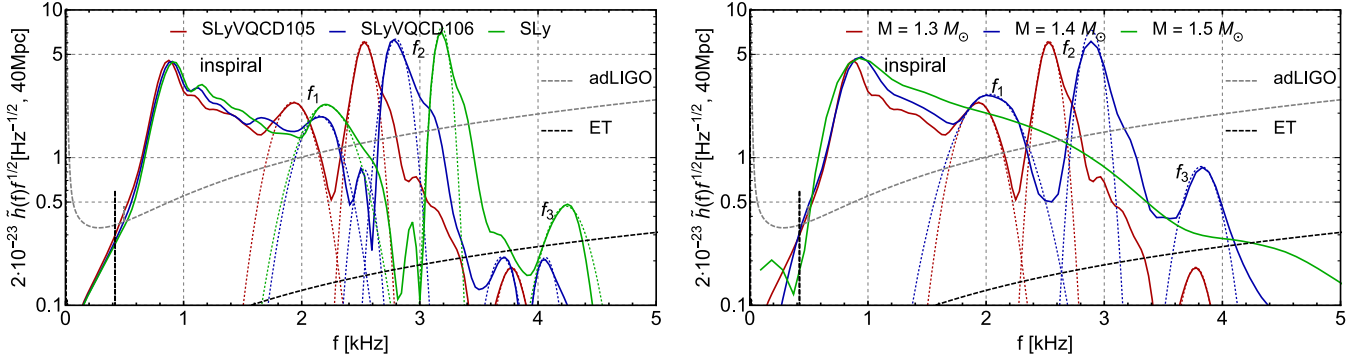 SLyVQCD105 SLyVQCD106 SLy
inspiral
f₁
f₂
f₃
adLIGO
ET
2·10⁻²³ h̃(f)f^{1/2}[Hz^{-1/2}, 40Mpc]
10
5
1
0.5
0.1
0 1 2 3 4 5
f [kHz]
M = 1.3 M⊙ M = 1.4 M⊙ M = 1.5 M⊙
inspiral
f₁
f₂
f₃
adLIGO
ET
2·10⁻²³ h̃(f)f^{1/2}[Hz^{-1/2}, 40Mpc]
10
5
1
0.5
0.1
0 1 2 3 4 5
f [kHz]